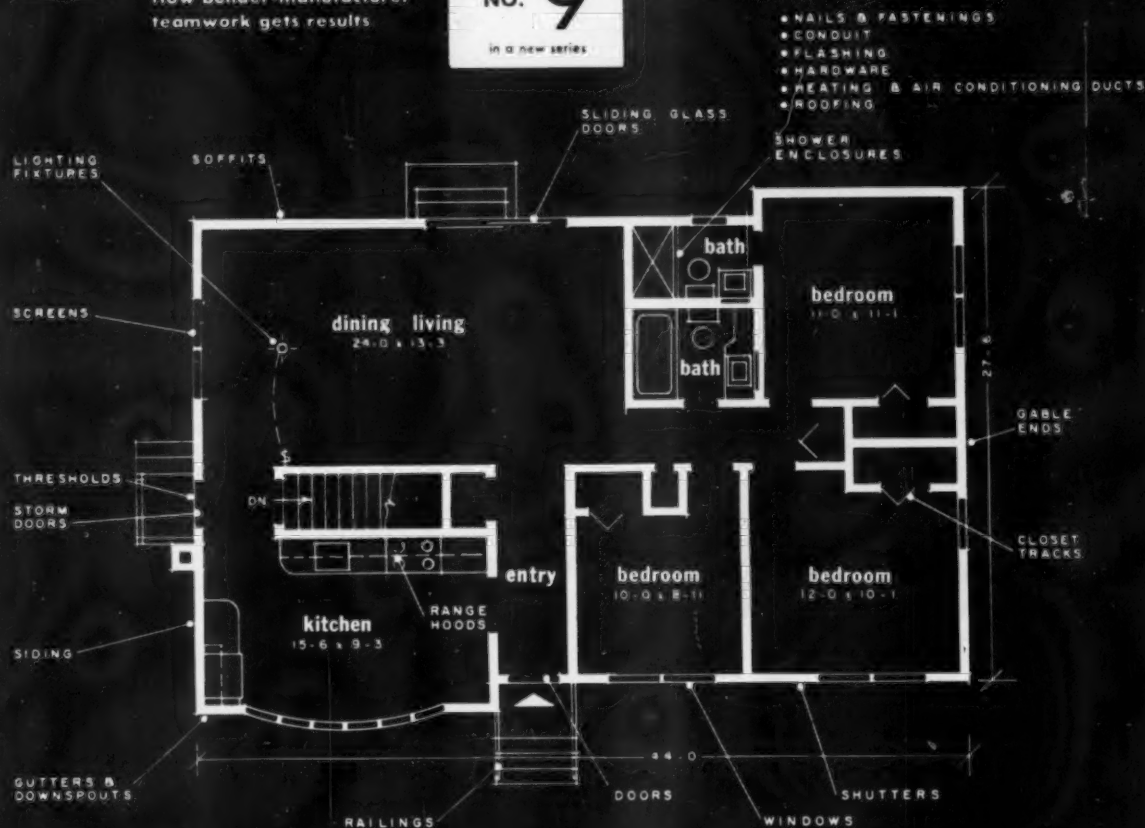 teamwork gets results
NO. 9
in a new series
• NAILS & FASTENINGS
• CONDUIT
• FLASHING
• HARDWARE
• HEATING & AIR CONDITIONING DUCTS
• ROOFING
SLIDING GLASS
DOORS
SHOWER
ENCLOSURES
LIGHTING
FIXTURES
SOFFITS
bath
bedroom
11-0 x 11-1
SCREENS
dining living
24-0 x 13-3
27-8
bath
GABLE
ENDS
S
THRESHOLDS
DN
STORM
DOORS
CLOSET
TRACKS
entry
bedroom
10-0 x 8-11
bedroom
12-0 x 10-1
RANGE
HOODS
kitchen
15-6 x 9-3
SIDING
44-0
GUTTERS &
DOWNSPOUTS
DOORS
SHUTTERS
RAILINGS
WINDOWS